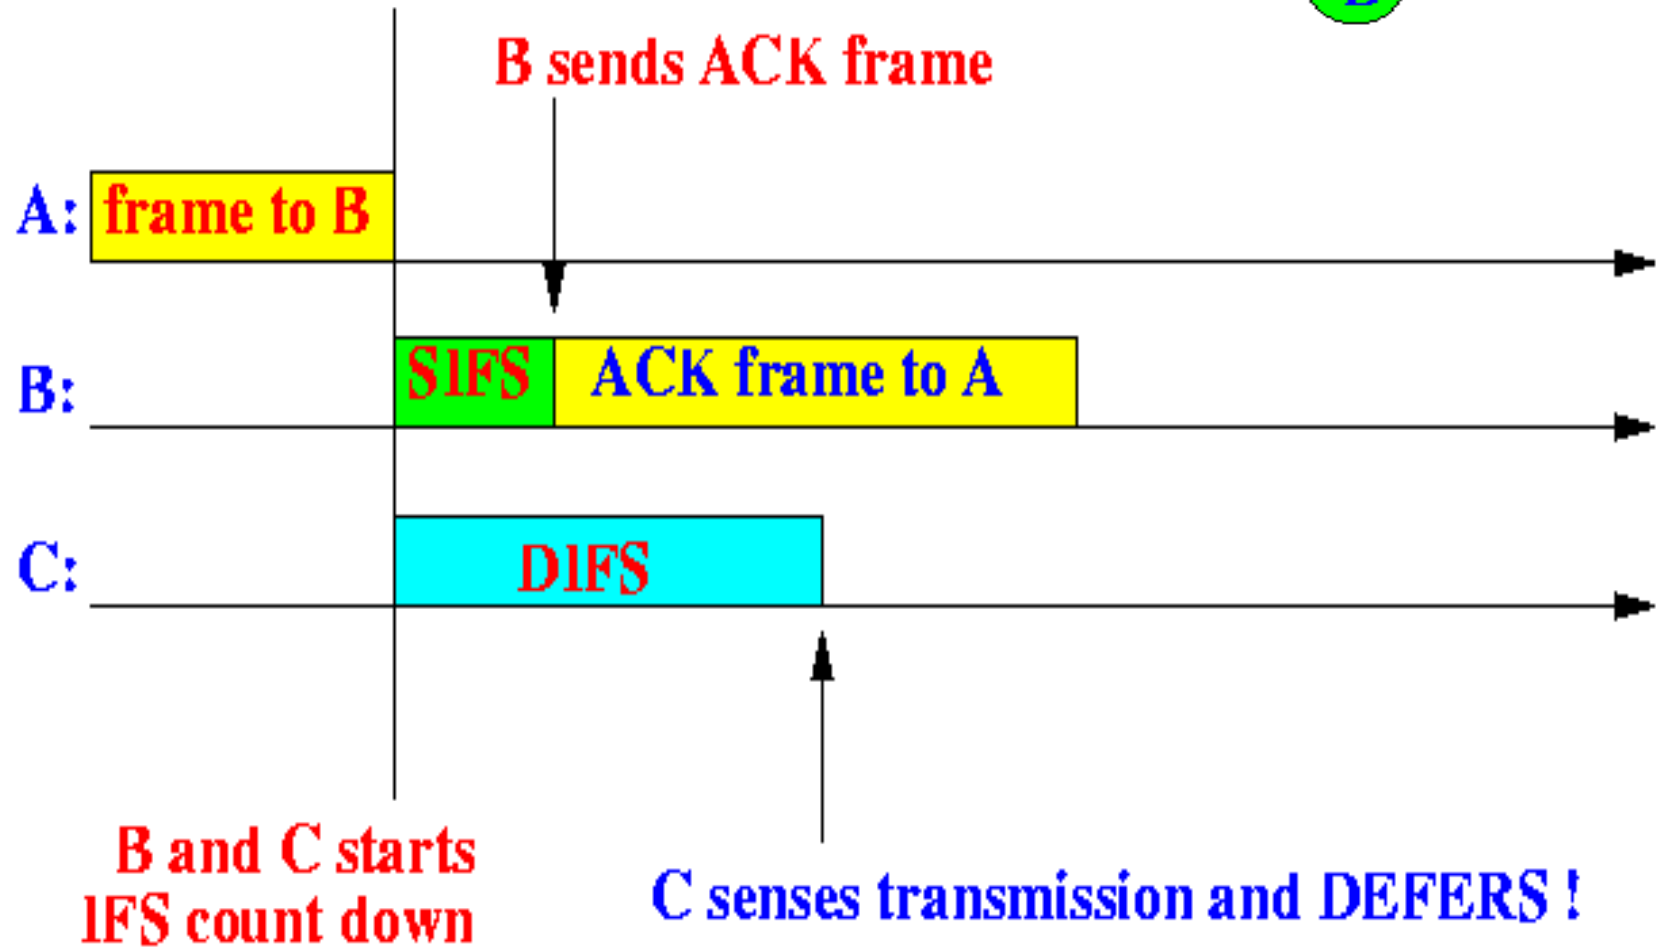 B sends ACK frame
A: frame to B
B: SIFS ACK frame to A
C: DIFS
B and C starts
IFS count down
C senses transmission and DEFERS !